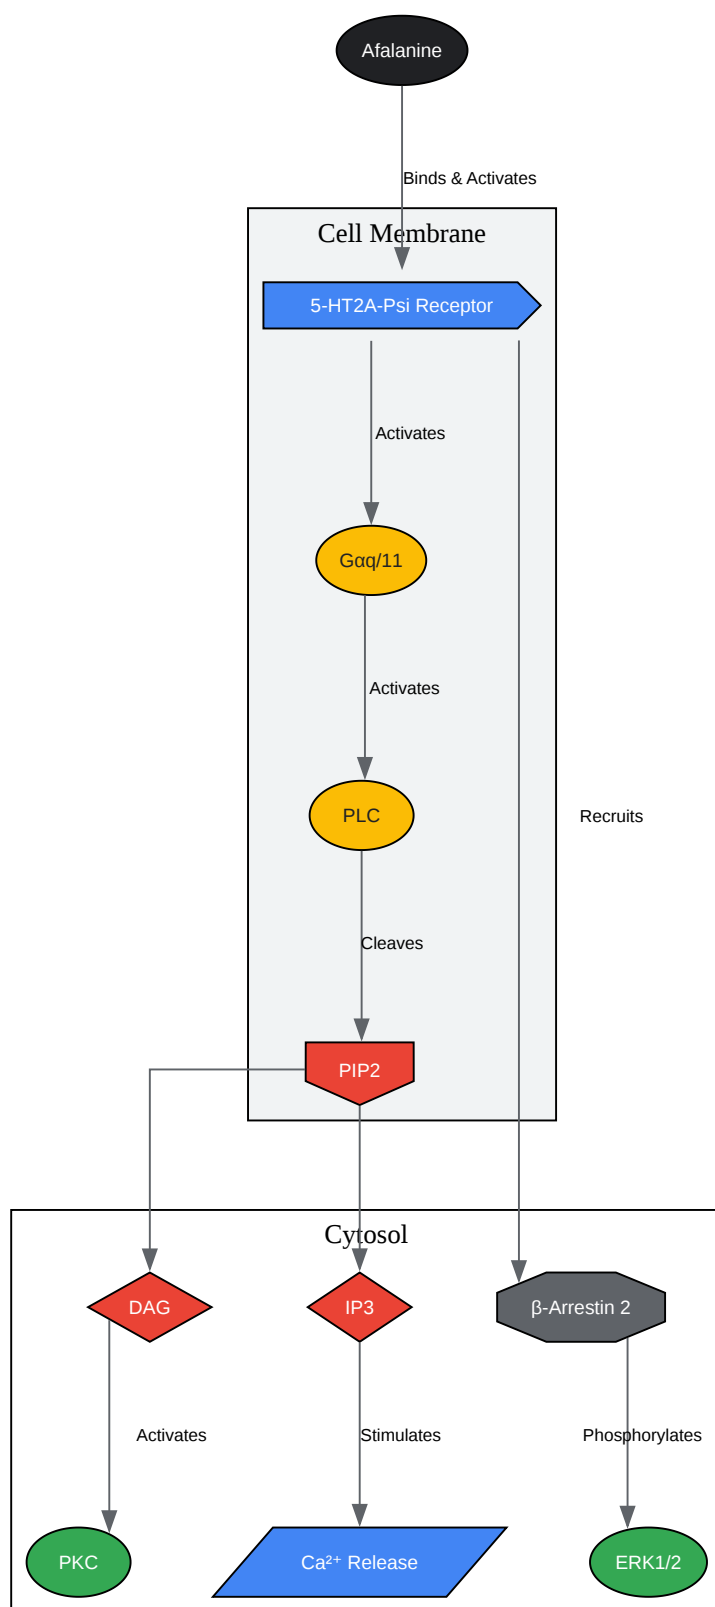 Afalanine
Binds & Activates
Cell Membrane
5-HT2A-Psi Receptor
Activates
Gαq/11
Activates
PLC
Recruits
Cleaves
PIP2
Cytosol
DAG
IP3
β-Arrestin 2
Activates
Stimulates
Phosphorylates
PKC
Ca²⁺ Release
ERK1/2